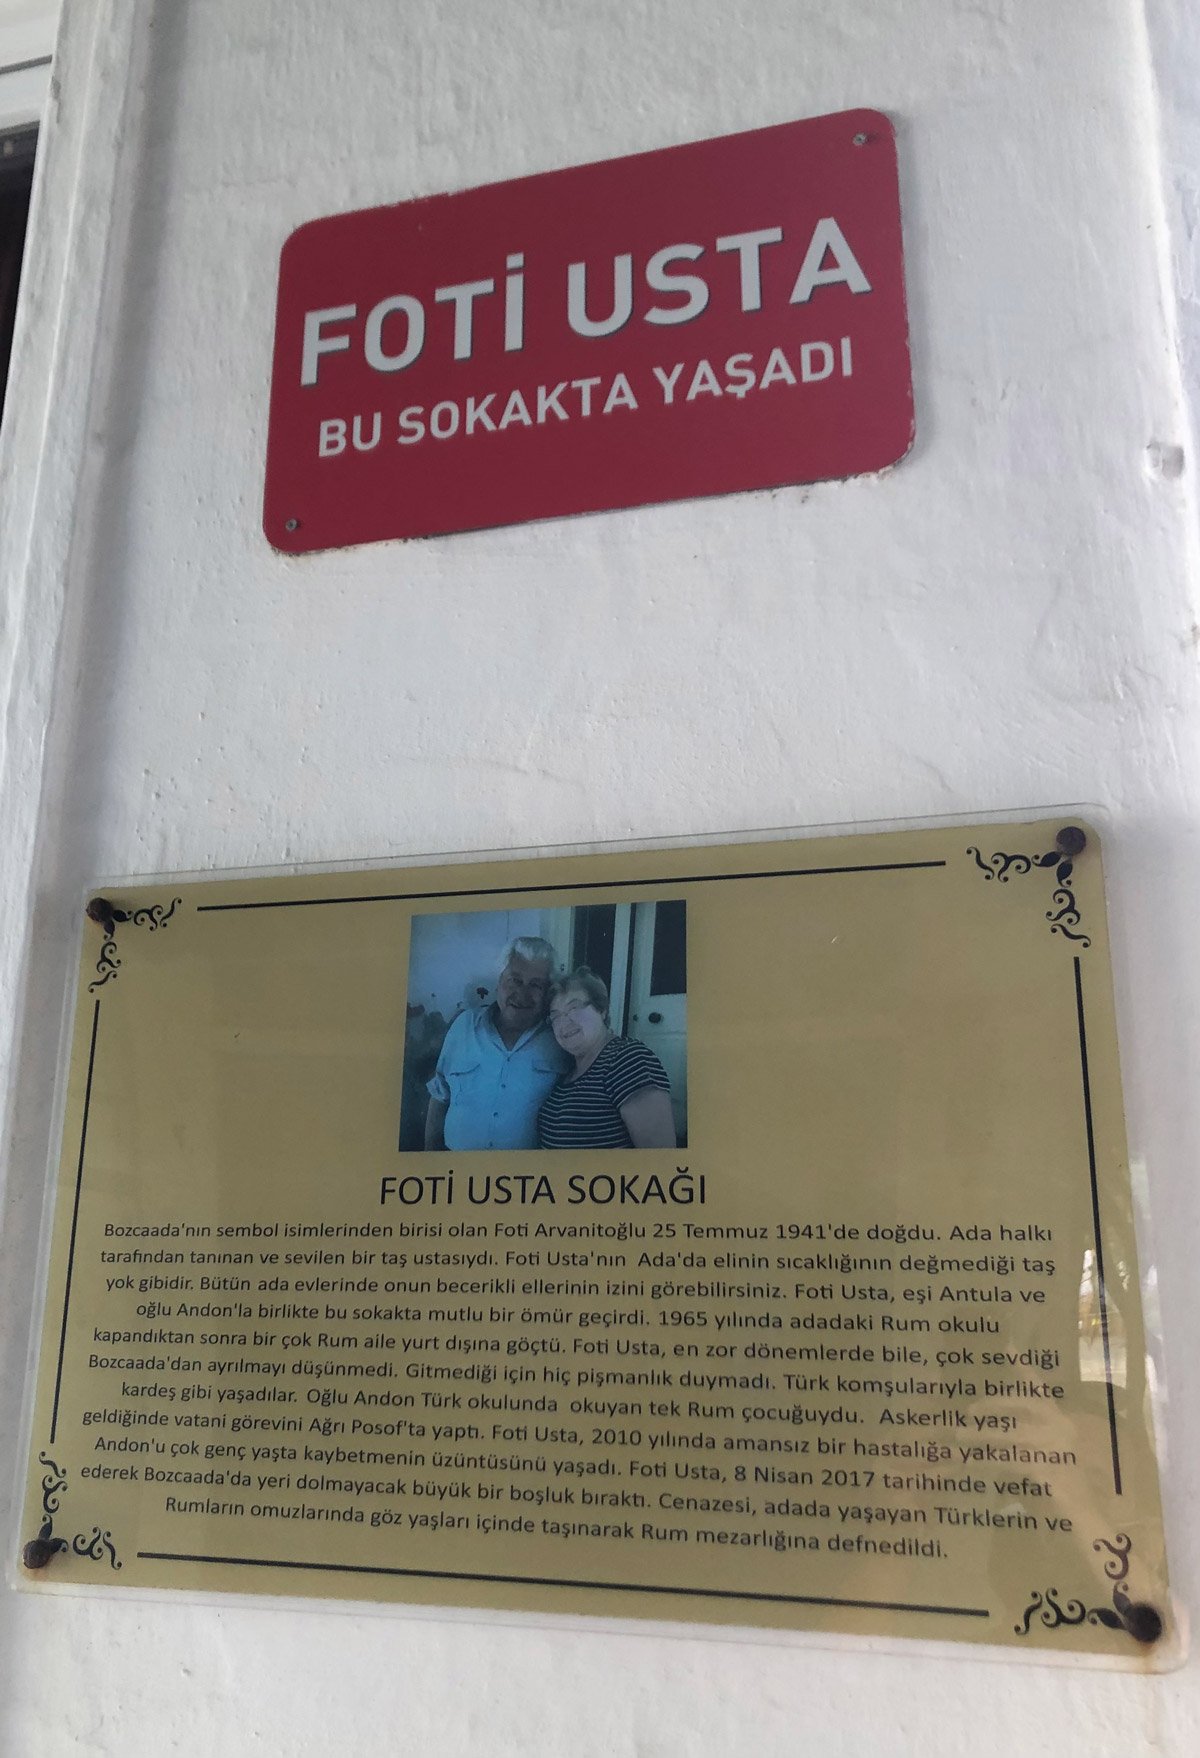 FOTİ USTA
BU SOKAKTA YAŞADI
FOTİ USTA SOKAĞI
Bozcaada'nın sembol isimlerinden birisi olan Foti Arvanitoğlu 25 Temmuz 1941'de doğdu. Ada halkı
tarafından tanınan ve sevilen bir taş ustasıydı. Foti Usta'nın Ada'da elinin sıcaklığının değmediği taş
yok gibidir. Bütün ada evlerinde onun becerikli ellerinin izini görebilirsiniz. Foti Usta, eşi Antula ve
oğlu Andon'la birlikte bu sokakta mutlu bir ömür geçirdi. 1965 yılında adadaki Rum okulu
kapandıktan sonra bir çok Rum aile yurt dışına göçtü. Foti Usta, en zor dönemlerde bile, çok sevdiği
Bozcaada'dan ayrılmayı düşünmedi. Gitmediği için hiç pişmanlık duymadı. Türk komşularıyla birlikte
kardeş gibi yaşadılar. Oğlu Andon Türk okulunda okuyan tek Rum çocuğuydu. Askerlik yaşı
geldiğinde vatani görevini Ağrı Posof'ta yaptı. Foti Usta, 2010 yılında amansız bir hastalığa yakalanan
Andon'u çok genç yaşta kaybetmenin üzüntüsünü yaşadı. Foti Usta, 8 Nisan 2017 tarihinde vefat
ederek Bozcaada'da yeri dolmayacak büyük bir boşluk bıraktı. Cenazesi, adada yaşayan Türklerin ve
Rumların omuzlarında göz yaşları içinde taşınarak Rum mezarlığına defnedildi.